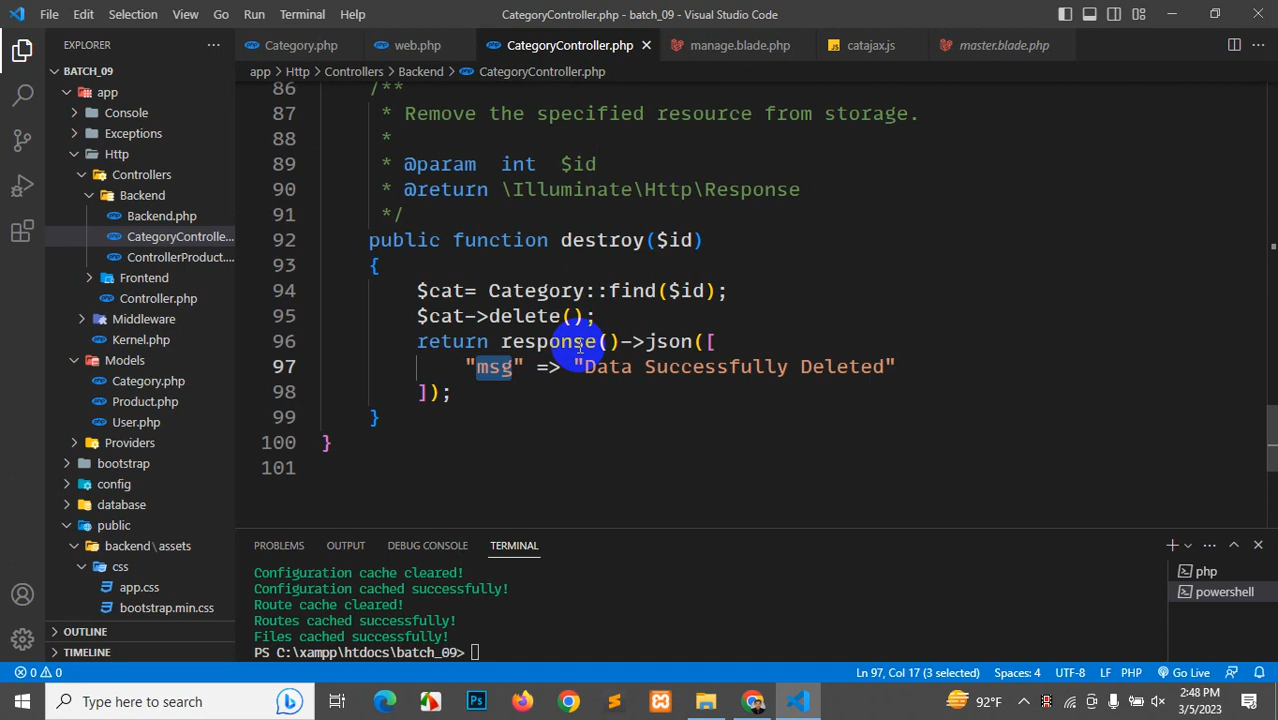 File Edit Selection View Go Run Terminal Help
CategoryController.php - batch_09 - Visual Studio Code
EXPLORER
Category.php
web.php
CategoryController.php
manage.blade.php
JS catajax.js
master.blade.php
BATCH_09
app > Http > Controllers > Backend > CategoryController.php
app
Console
Exceptions
Http
Controllers
Backend
Backend.php
CategoryControlle...
ControllerProduct....
Frontend
Controller.php
Middleware
Kernel.php
Models
Category.php
Product.php
User.php
Providers
bootstrap
config
database
public
backend\assets
css
app.css
bootstrap.min.css
OUTLINE
TIMELINE
86 /**
87 * Remove the specified resource from storage.
88 *
89 * @param int $id
90 * @return \Illuminate\Http\Response
91 */
92 public function destroy($id)
93 {
94 $cat= Category::find($id);
95 $cat->delete();
96 return response()->json([
97 "msg" => "Data Successfully Deleted"
98 ]);
99 }
100 }
101
PROBLEMS OUTPUT DEBUG CONSOLE TERMINAL
Configuration cache cleared!
Configuration cached successfully!
Route cache cleared!
Routes cached successfully!
Files cached successfully!
PS C:\xampp\htdocs\batch_09>
php
powershell
0 0
Ln 97, Col 17 (3 selected) Spaces: 4 UTF-8 LF PHP Go Live
Type here to search
Ps
92°F
2:48 PM
3/5/2023